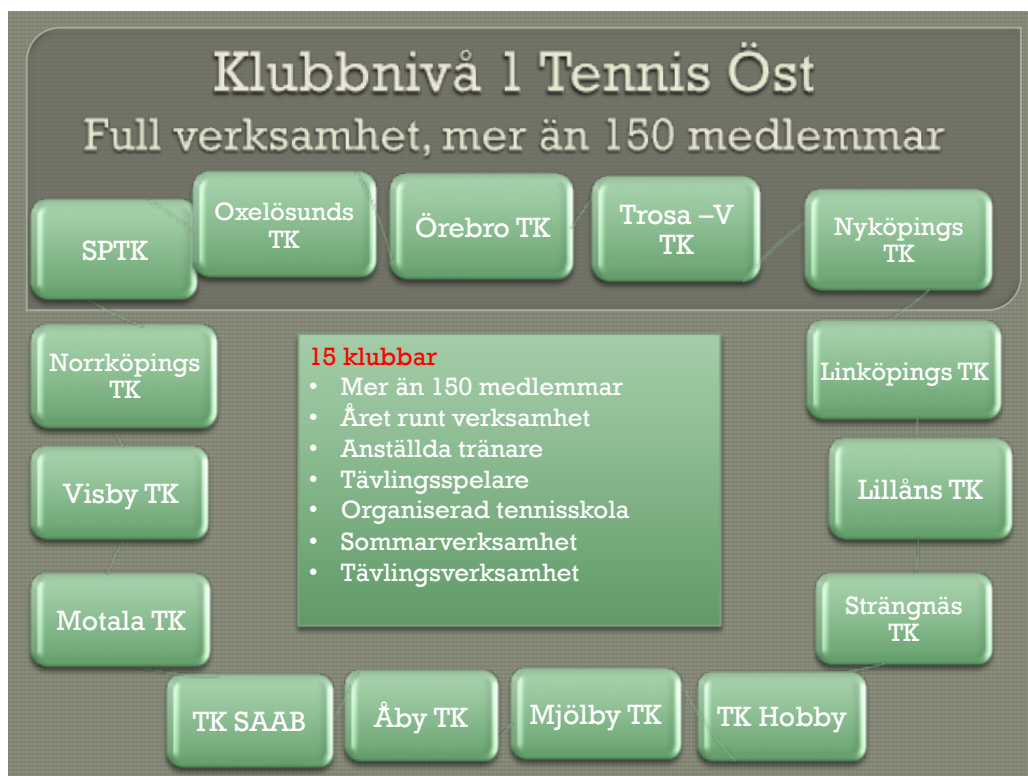 Klubbnivå 1 Tennis Öst
Full verksamhet, mer än 150 medlemmar
SPTK
Oxelösunds
TK
Örebro TK
Trosa –V
TK
Nyköpings
TK
Norrköpings
TK
15 klubbar
• Mer än 150 medlemmar
• Året runt verksamhet
• Anställda tränare
• Tävlingsspelare
• Organiserad tennisskola
• Sommarverksamhet
• Tävlingsverksamhet
Linköpings TK
Visby TK
Lillåns TK
Motala TK
Strängnäs
TK
TK SAAB
Åby TK
Mjölby TK
TK Hobby